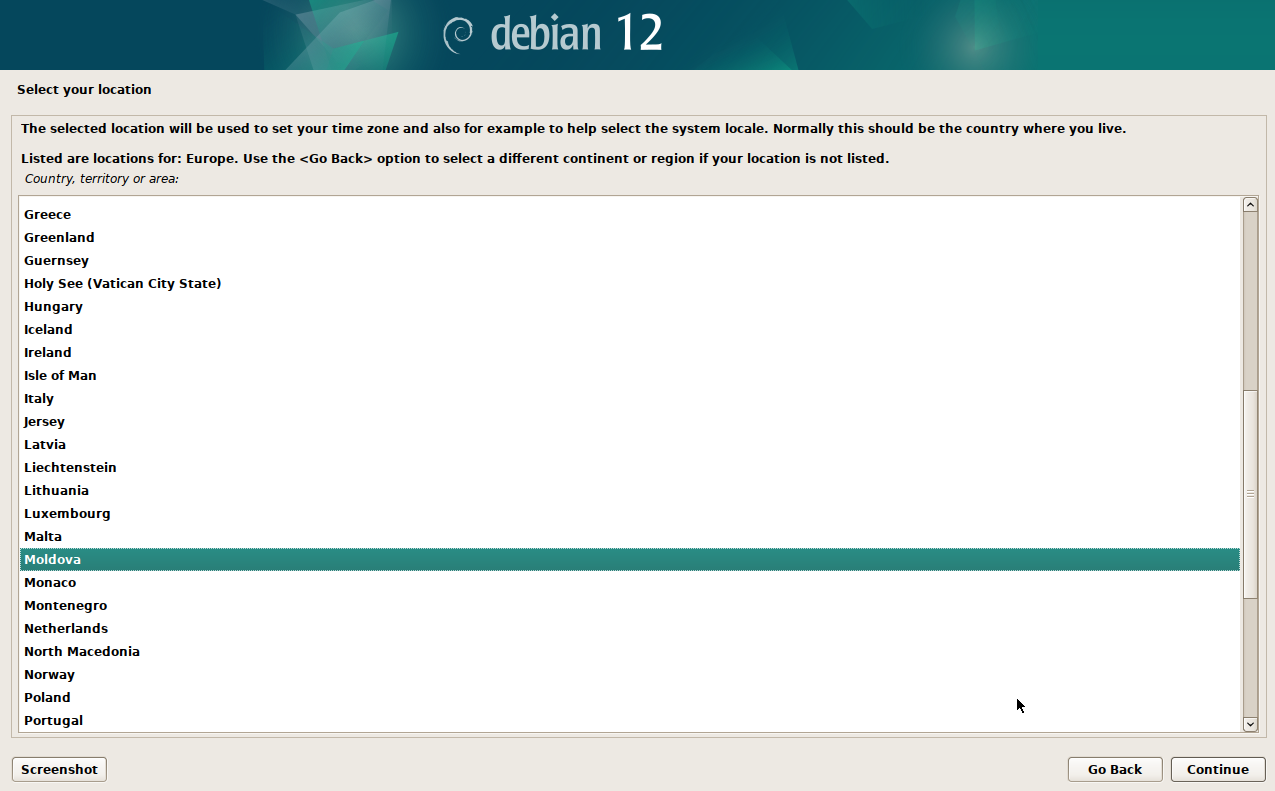 debian 12
Select your location
The selected location will be used to set your time zone and also for example to help select the system locale. Normally this should be the country where you live.
Listed are locations for: Europe. Use the <Go Back> option to select a different continent or region if your location is not listed.
Country, territory or area:
Greece
Greenland
Guernsey
Holy See (Vatican City State)
Hungary
Iceland
Ireland
Isle of Man
Italy
Jersey
Latvia
Liechtenstein
Lithuania
Luxembourg
Malta
Moldova
Monaco
Montenegro
Netherlands
North Macedonia
Norway
Poland
Portugal
Screenshot
Go Back
Continue